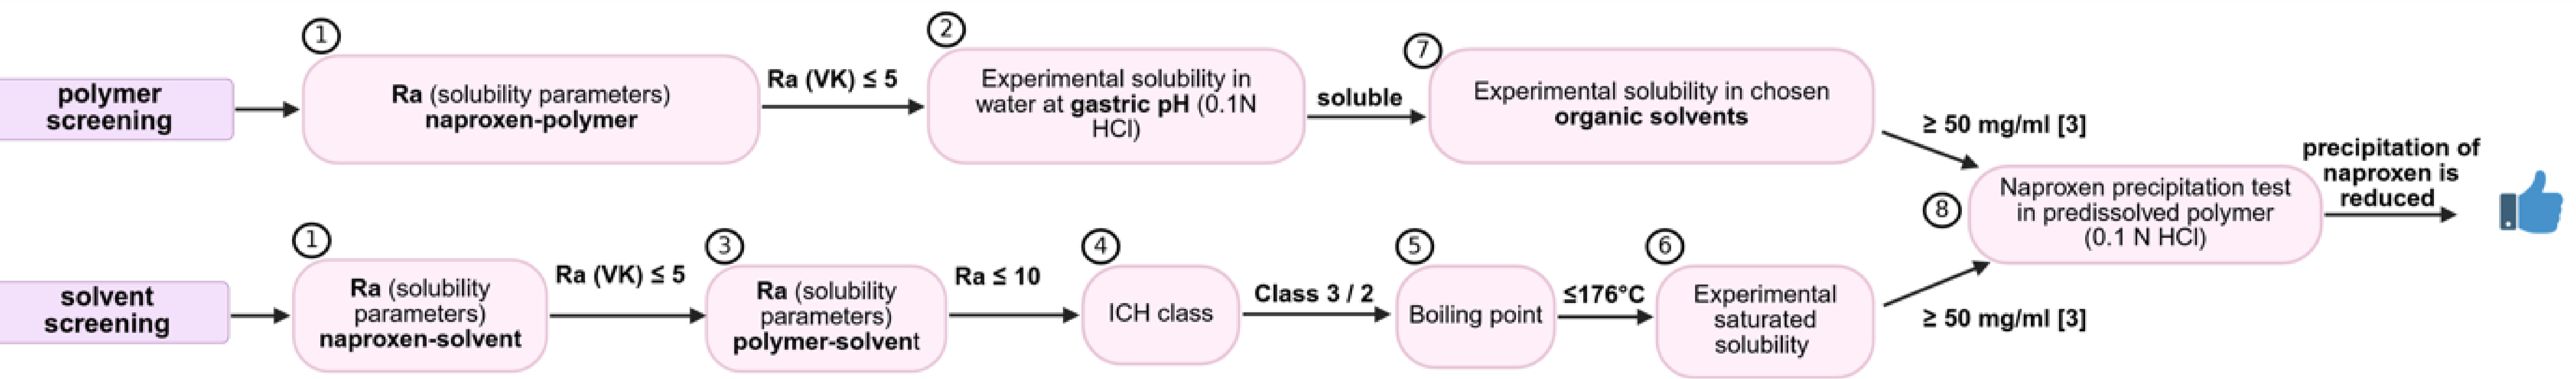 polymer
screening
1
Ra (solubility parameters)
naproxen-polymer
Ra (VK) ≤ 5
2
Experimental solubility in
water at gastric pH (0.1N
HCl)
soluble
7
Experimental solubility in chosen
organic solvents
≥ 50 mg/ml [3]
solvent
screening
1
Ra (solubility
parameters)
naproxen-solvent
Ra (VK) ≤ 5
3
Ra (solubility
parameters)
polymer-solvent
Ra ≤ 10
4
ICH class
Class 3 / 2
5
Boiling point
≤176°C
6
Experimental
saturated
solubility
≥ 50 mg/ml [3]
8
Naproxen precipitation test
in predissolved polymer
(0.1 N HCl)
precipitation of
naproxen is
reduced